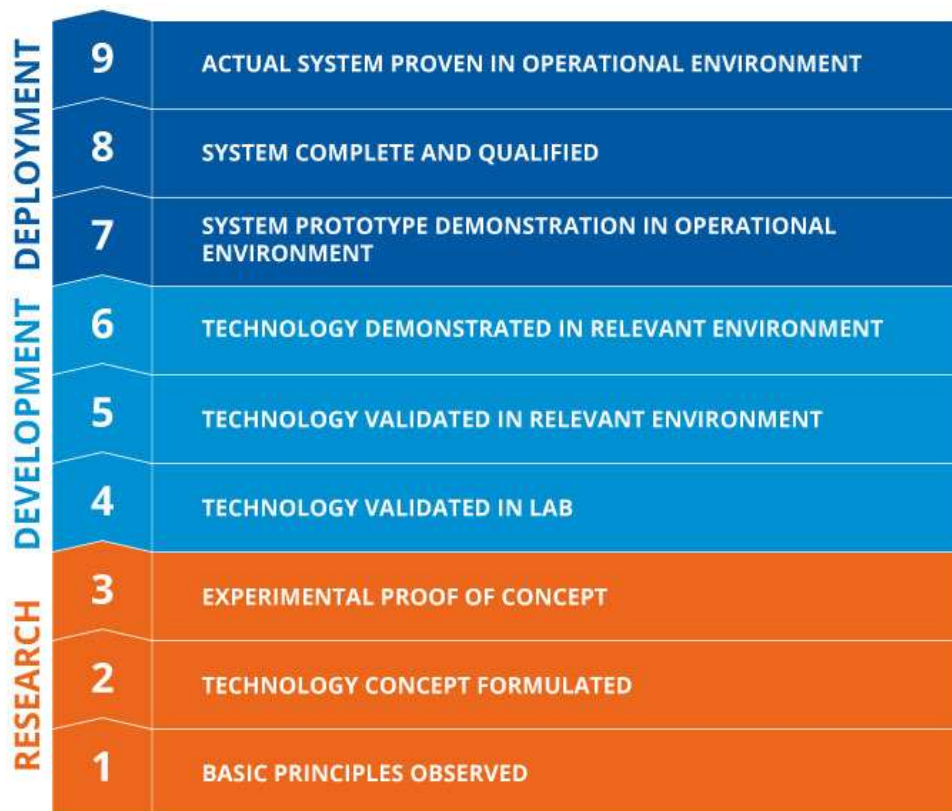 DEPLOYMENT
9
ACTUAL SYSTEM PROVEN IN OPERATIONAL ENVIRONMENT
8
SYSTEM COMPLETE AND QUALIFIED
7
SYSTEM PROTOTYPE DEMONSTRATION IN OPERATIONAL
ENVIRONMENT
DEVELOPMENT
6
TECHNOLOGY DEMONSTRATED IN RELEVANT ENVIRONMENT
5
TECHNOLOGY VALIDATED IN RELEVANT ENVIRONMENT
4
TECHNOLOGY VALIDATED IN LAB
RESEARCH
3
EXPERIMENTAL PROOF OF CONCEPT
2
TECHNOLOGY CONCEPT FORMULATED
1
BASIC PRINCIPLES OBSERVED